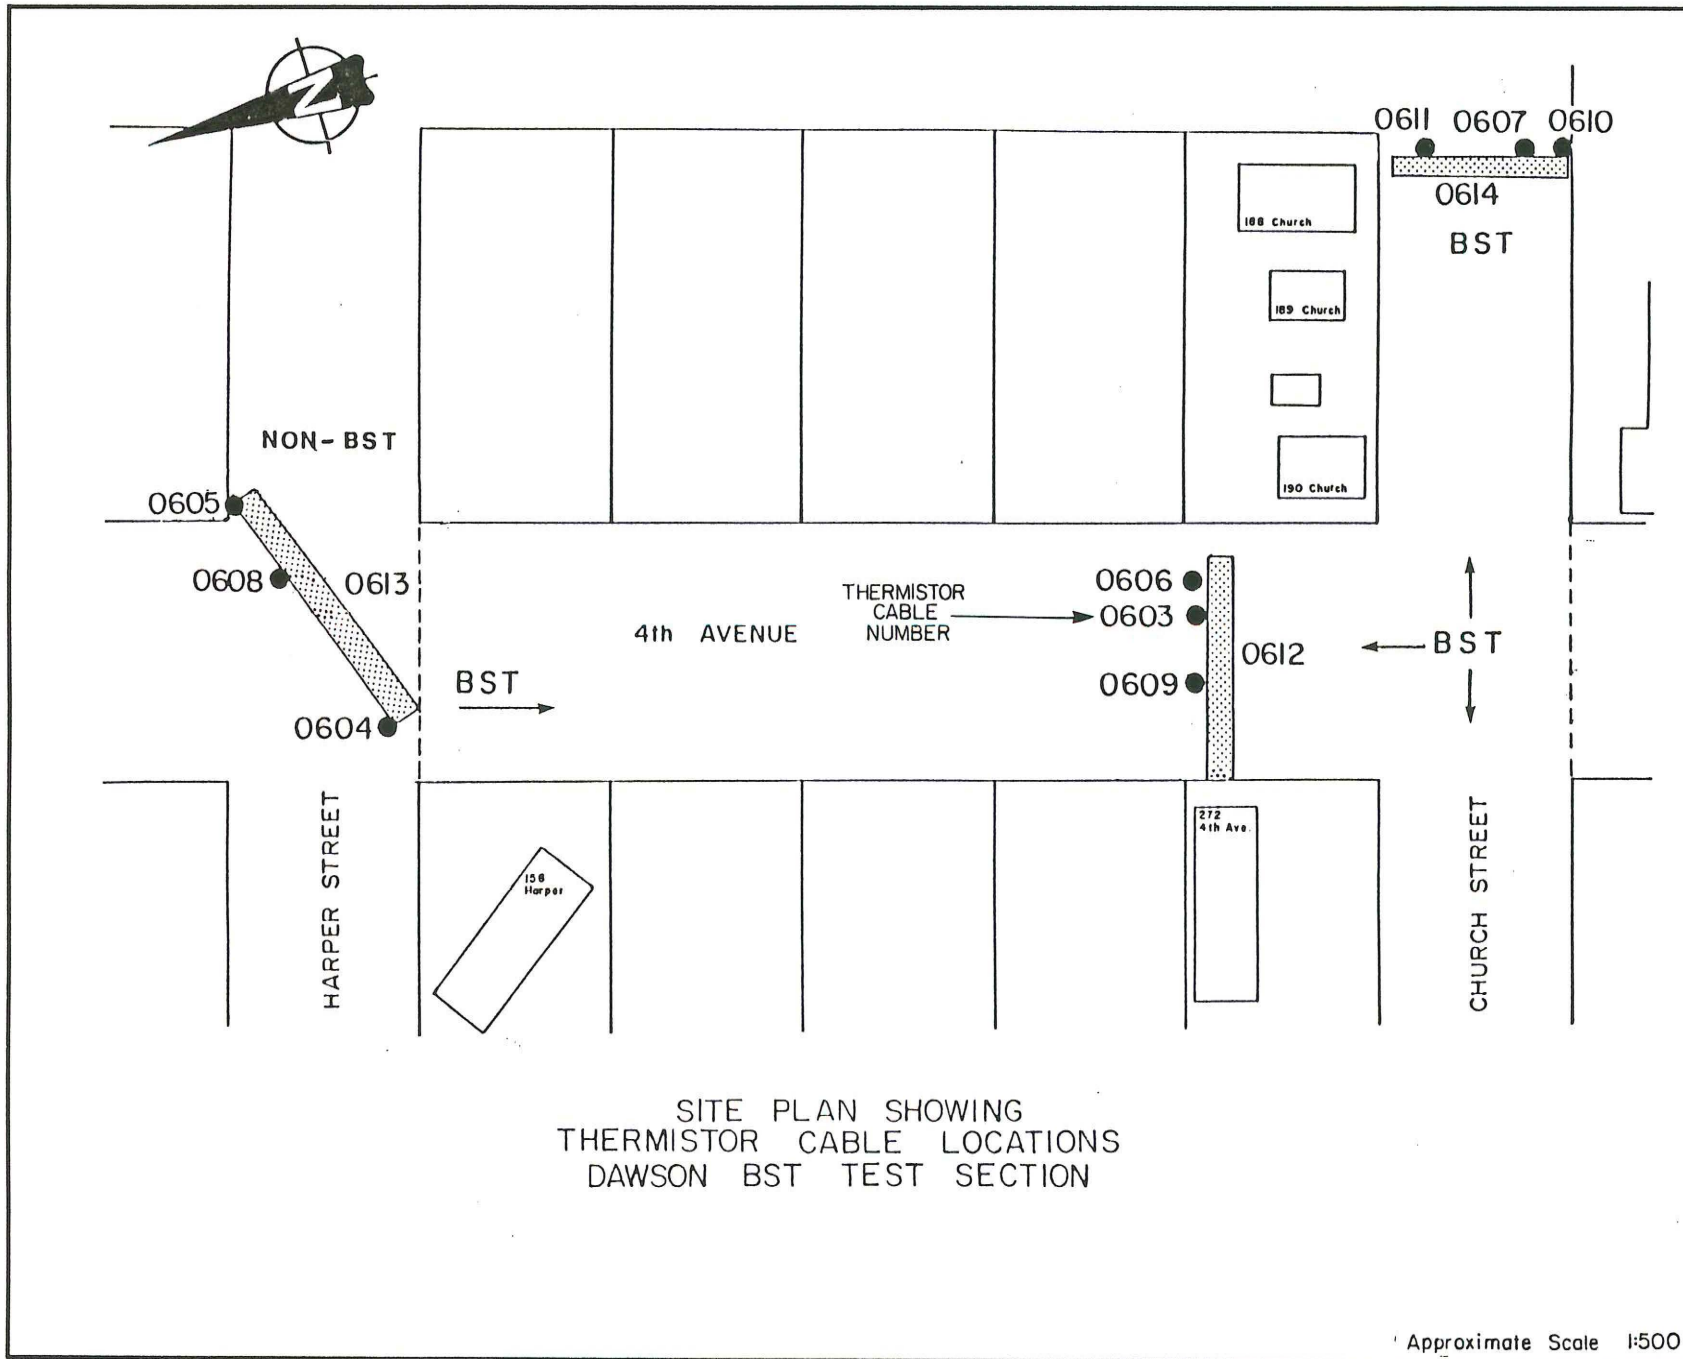 N
0611 0607 0610
0614
BST
188 Church
189 Church
190 Church
NON-BST
0605
0608
0613
0604
BST
4th AVENUE
THERMISTOR
CABLE
NUMBER
0606
0603
0609
0612
BST
HARPER STREET
156
Harper
272
4th Ave.
CHURCH STREET
SITE PLAN SHOWING
THERMISTOR CABLE LOCATIONS
DAWSON BST TEST SECTION
Approximate Scale 1:500